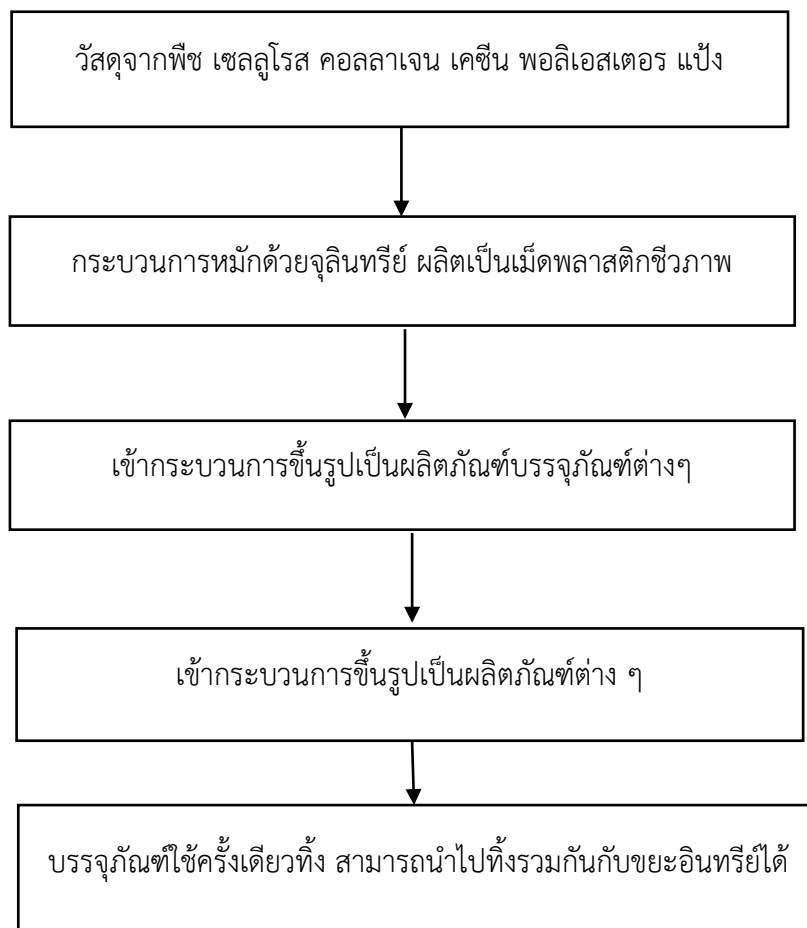 วัสดุจากพืช เซลลูโรส คอลลาเจน เคซีน พอลิเอสเตอร แป้ง
กระบวนการหมักด้วยจุลินทรีย์ ผลิตเป็นเม็ดพลาสติกชีวภาพ
เข้ากระบวนการขึ้นรูปเป็นผลิตภัณฑ์บรรจุภัณฑ์ต่างๆ
เข้ากระบวนการขึ้นรูปเป็นผลิตภัณฑ์ต่าง ๆ
บรรจุภัณฑ์ใช้ครั้งเดียวทิ้ง สามารถนำไปทิ้งรวมกันกับขยะอินทรีย์ได้